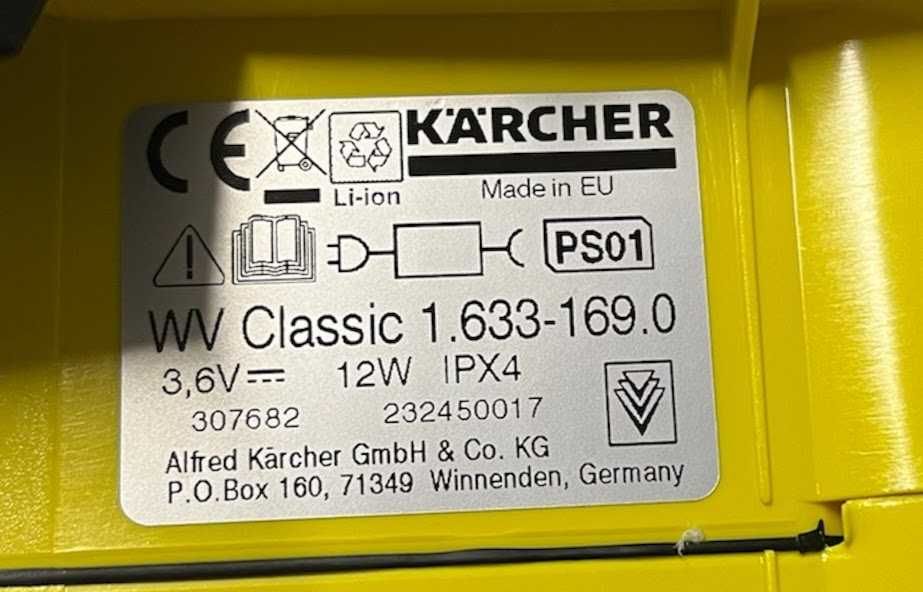 CE
KÄRCHER
Li-ion
Made in EU
PS01
WV Classic 1.633-169.0
3,6V⎓ 12W IPX4
307682 232450017
Alfred Kärcher GmbH & Co. KG
P.O.Box 160, 71349 Winnenden, Germany